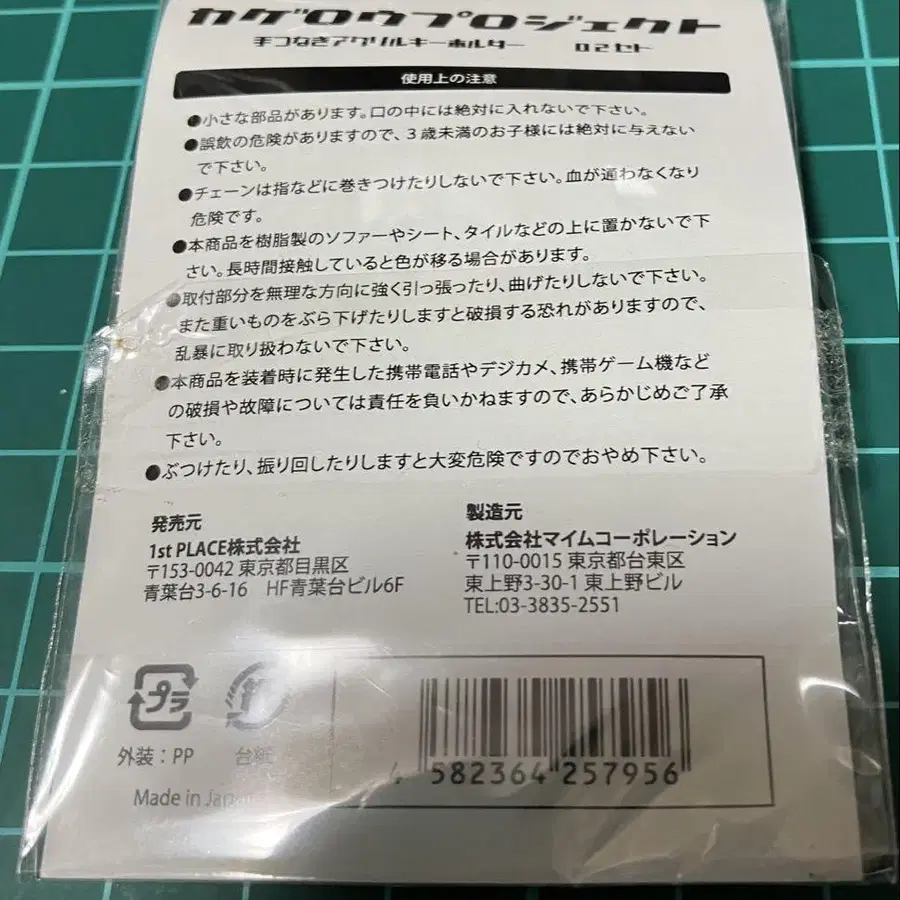 カゲロウプロジェクト
手つなぎアクリルキーホルダー 02セット
使用上の注意
●小さな部品があります。口の中には絶対に入れないで下さい。
●誤飲の危険がありますので、3歳未満のお子様には絶対に与えない
で下さい。
●チェーンは指などに巻きつけたりしないで下さい。血が通わなくなり
危険です。
●本商品を樹脂製のソファーやシート、タイルなどの上に置かないで下
さい。長時間接触していると色が移る場合があります。
●取付部分を無理な方向に強く引っ張ったり、曲げたりしないで下さい。
また重いものをぶら下げたりしますと破損する恐れがありますので、
乱暴に取り扱わないで下さい。
●本商品を装着時に発生した携帯電話やデジカメ、携帯ゲーム機など
の破損や故障については責任を負いかねますので、あらかじめご了承
下さい。
●ぶつけたり、振り回したりしますと大変危険ですのでおやめ下さい。
発売元
1st PLACE株式会社
〒153-0042 東京都目黒区
青葉台3-6-16 HF青葉台ビル6F
製造元
株式会社マイムコーポレーション
〒110-0015 東京都台東区
東上野3-30-1 東上野ビル
TEL:03-3835-2551
プラ
外装：PP
台紙
Made in Japan
4 582364 257956